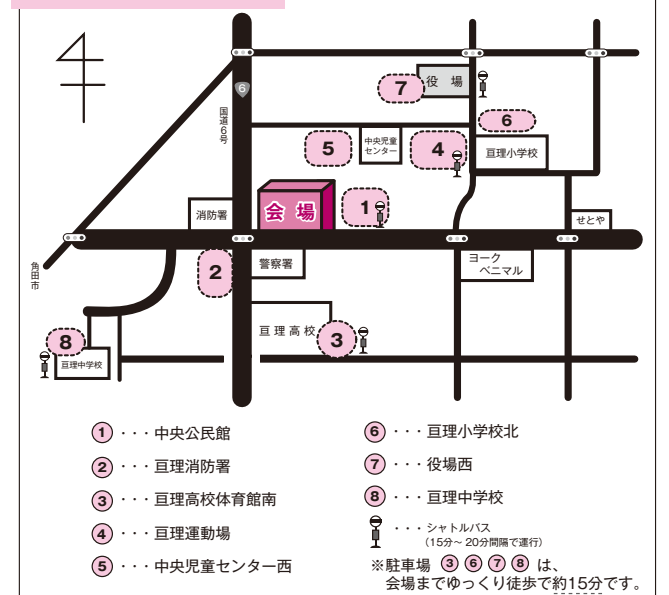 役 場
7
6
国道6号
6
5
中央児童
センター
4
亘理小学校
会 場
1
消防署
せとや
角田市
2
警察署
ヨーク
ベニマル
亘理高校
3
8
亘理中学校
1 ・・・中央公民館
2 ・・・亘理消防署
3 ・・・亘理高校体育館南
4 ・・・亘理運動場
5 ・・・中央児童センター西
6 ・・・亘理小学校北
7 ・・・役場西
8 ・・・亘理中学校
・・・シャトルバス
（15分～20分間隔で運行）
※駐車場 3 6 7 8 は、
会場までゆっくり徒歩で約15分です。